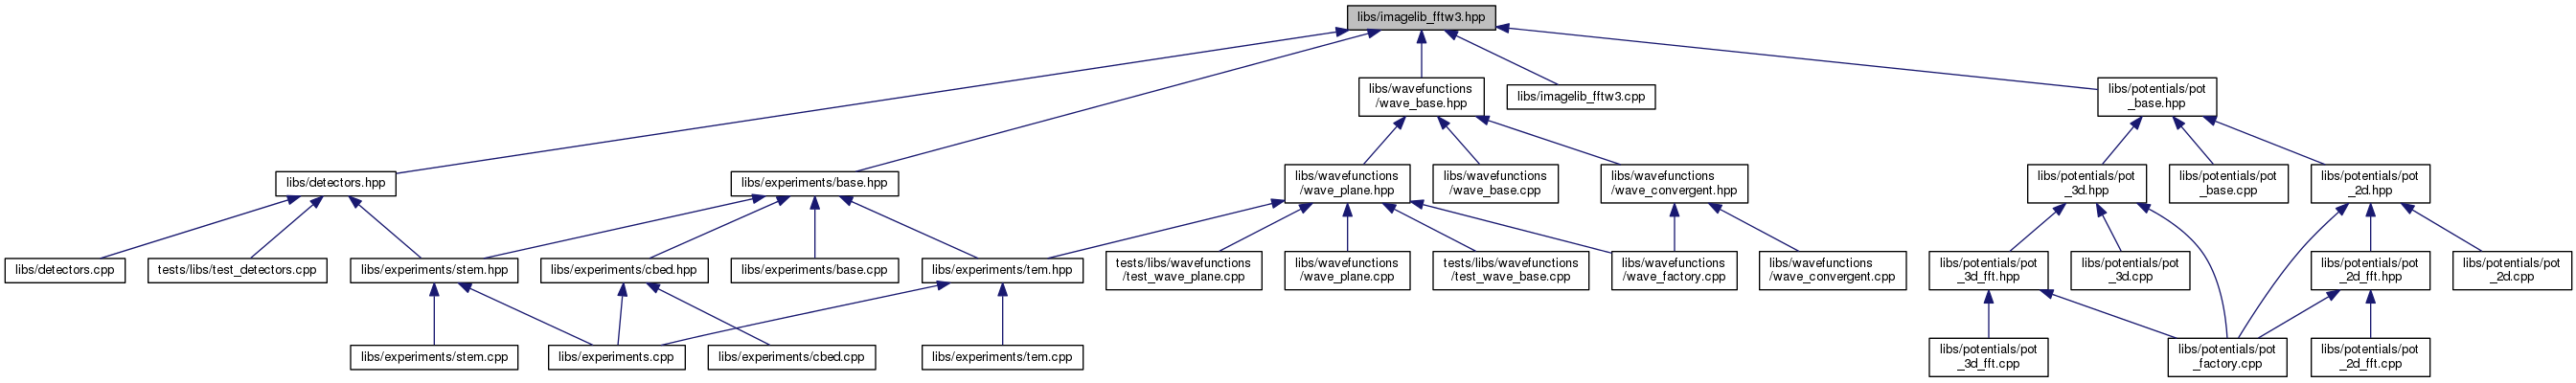 libs/imagelib_fftw3.hpp
libs/wavefunctions
/wave_base.hpp
libs/imagelib_fftw3.cpp
libs/potentials/pot
_base.hpp
libs/detectors.hpp
libs/experiments/base.hpp
libs/wavefunctions
/wave_plane.hpp
libs/wavefunctions
/wave_base.cpp
libs/wavefunctions
/wave_convergent.hpp
libs/potentials/pot
_3d.hpp
libs/potentials/pot
_base.cpp
libs/potentials/pot
_2d.hpp
libs/detectors.cpp
tests/libs/test_detectors.cpp
libs/experiments/stem.hpp
libs/experiments/cbed.hpp
libs/experiments/base.cpp
libs/experiments/tem.hpp
tests/libs/wavefunctions
/test_wave_plane.cpp
libs/wavefunctions
/wave_plane.cpp
tests/libs/wavefunctions
/test_wave_base.cpp
libs/wavefunctions
/wave_factory.cpp
libs/wavefunctions
/wave_convergent.cpp
libs/potentials/pot
_3d_fft.hpp
libs/potentials/pot
_3d.cpp
libs/potentials/pot
_2d_fft.hpp
libs/potentials/pot
_2d.cpp
libs/experiments/stem.cpp
libs/experiments.cpp
libs/experiments/cbed.cpp
libs/experiments/tem.cpp
libs/potentials/pot
_3d_fft.cpp
libs/potentials/pot
_factory.cpp
libs/potentials/pot
_2d_fft.cpp